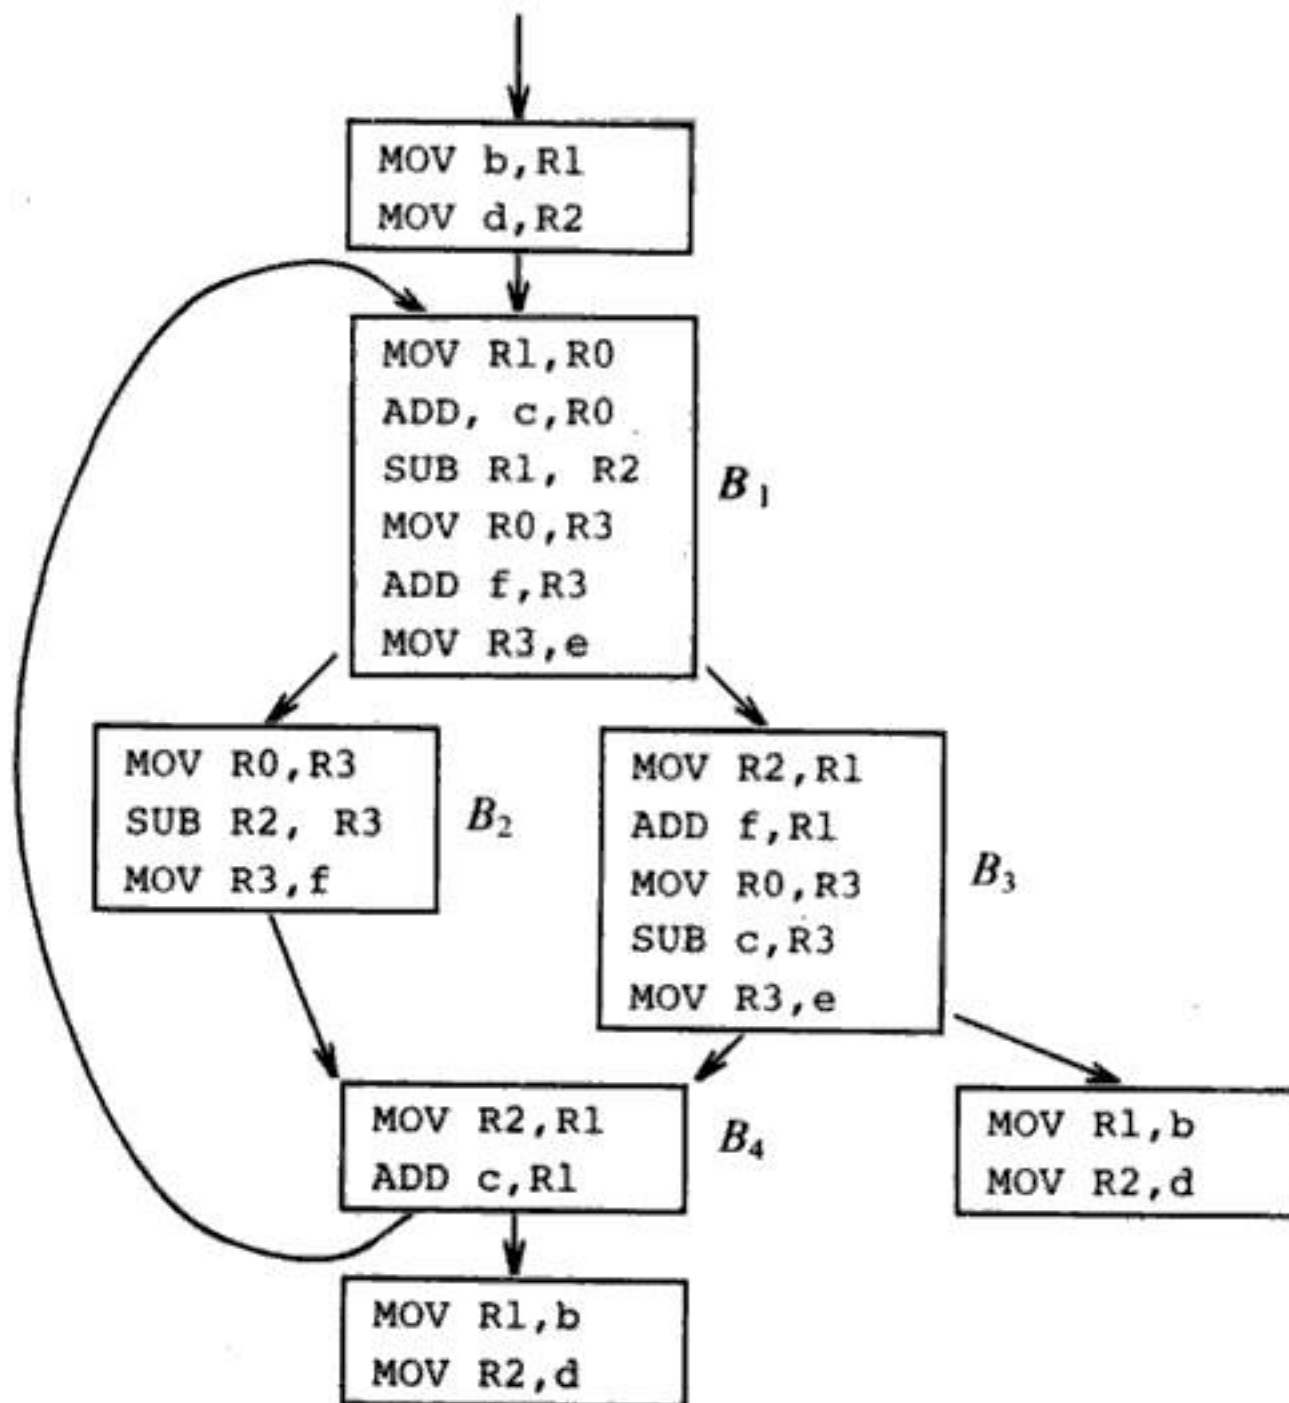 MOV b,R1
MOV d,R2
MOV R1,R0
ADD, c,R0
SUB R1, R2
MOV R0,R3
ADD f,R3
MOV R3,e
B1
MOV R0,R3
SUB R2, R3
MOV R3,f
B2
MOV R2,R1
ADD f,R1
MOV R0,R3
SUB c,R3
MOV R3,e
B3
MOV R2,R1
ADD c,R1
B4
MOV R1,b
MOV R2,d
MOV R1,b
MOV R2,d